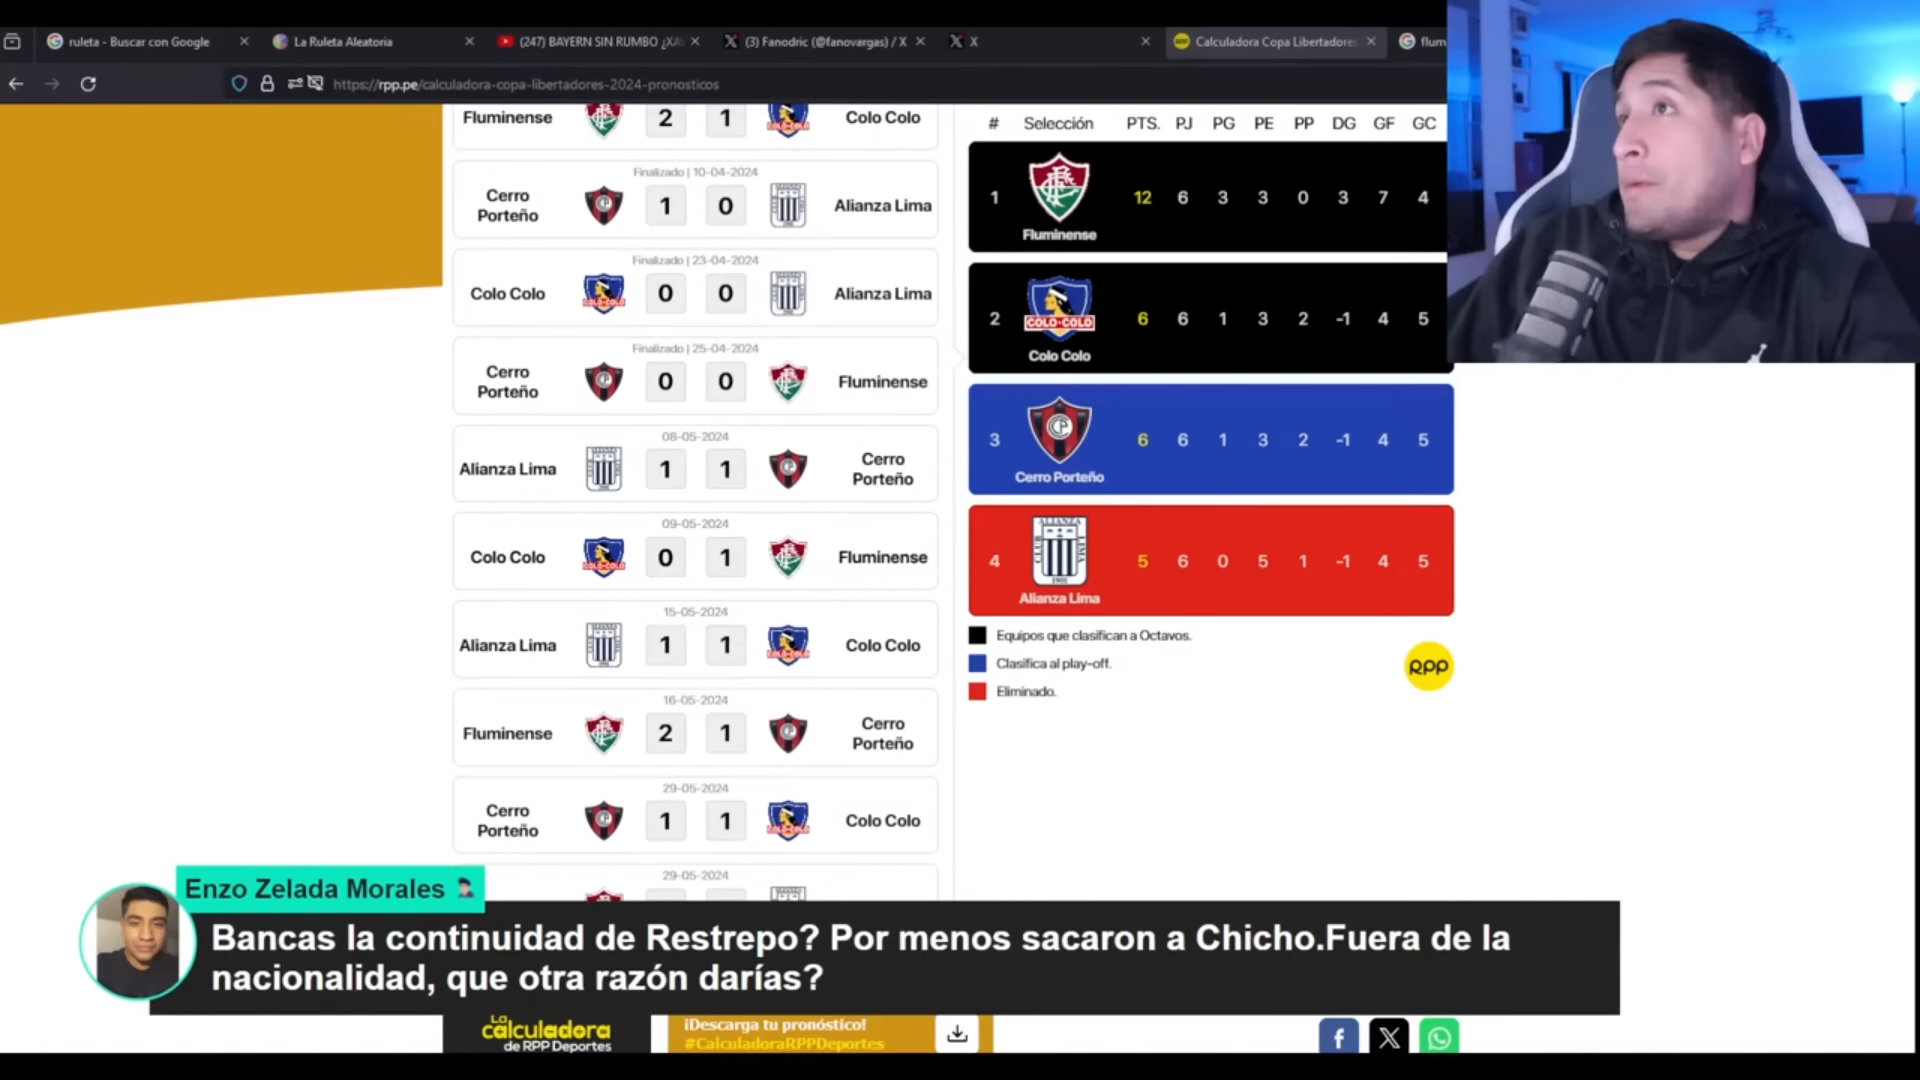 ruleta - Buscar con Google
La Ruleta Aleatoria
(247) BAYERN SIN RUMBO ¿XA
(3) Fanodric (@fanovargas) / X
X
Calculadora Copa Libertadores
flum
https://rpp.pe/calculadora-copa-libertadores-2024-pronosticos
Fluminense 2 1 Colo Colo
Finalizado | 10-04-2024
Cerro Porteño 1 0 Alianza Lima
Finalizado | 23-04-2024
Colo Colo 0 0 Alianza Lima
Finalizado | 25-04-2024
Cerro Porteño 0 0 Fluminense
08-05-2024
Alianza Lima 1 1 Cerro Porteño
09-05-2024
Colo Colo 0 1 Fluminense
15-05-2024
Alianza Lima 1 1 Colo Colo
16-05-2024
Fluminense 2 1 Cerro Porteño
29-05-2024
Cerro Porteño 1 1 Colo Colo
29-05-2024
# Selección PTS. PJ PG PE PP DG GF GC
1 Fluminense 12 6 3 3 0 3 7 4
2 Colo Colo 6 6 1 3 2 -1 4 5
3 Cerro Porteño 6 6 1 3 2 -1 4 5
4 Alianza Lima 5 6 0 5 1 -1 4 5
Equipos que clasifican a Octavos.
Clasifica al play-off.
Eliminado.
RPP
Enzo Zelada Morales
Bancas la continuidad de Restrepo? Por menos sacaron a Chicho.Fuera de la
nacionalidad, que otra razón darías?
La
calculadora
de RPP Deportes
¡Descarga tu pronóstico!
#CalculadoraRPPDeportes